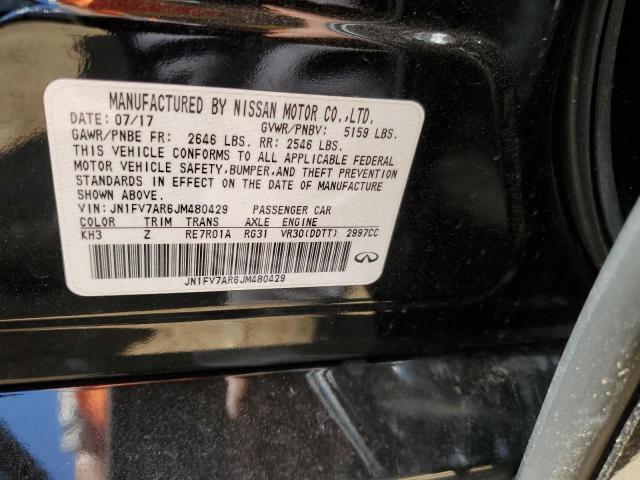 MANUFACTURED BY NISSAN MOTOR CO.,LTD.
DATE: 07/17 GVWR/PNBV: 5159 LBS.
GAWR/PNBE FR: 2646 LBS. RR: 2546 LBS.
THIS VEHICLE CONFORMS TO ALL APPLICABLE FEDERAL
MOTOR VEHICLE SAFETY,BUMPER,AND THEFT PREVENTION
STANDARDS IN EFFECT ON THE DATE OF MANUFACTURE
SHOWN ABOVE.
VIN: JN1FV7AR6JM480429 PASSENGER CAR
COLOR TRIM TRANS AXLE ENGINE
KH3 Z RE7R01A RG31 VR30(DDTT) 2997CC
JN1FV7AR6JM480429